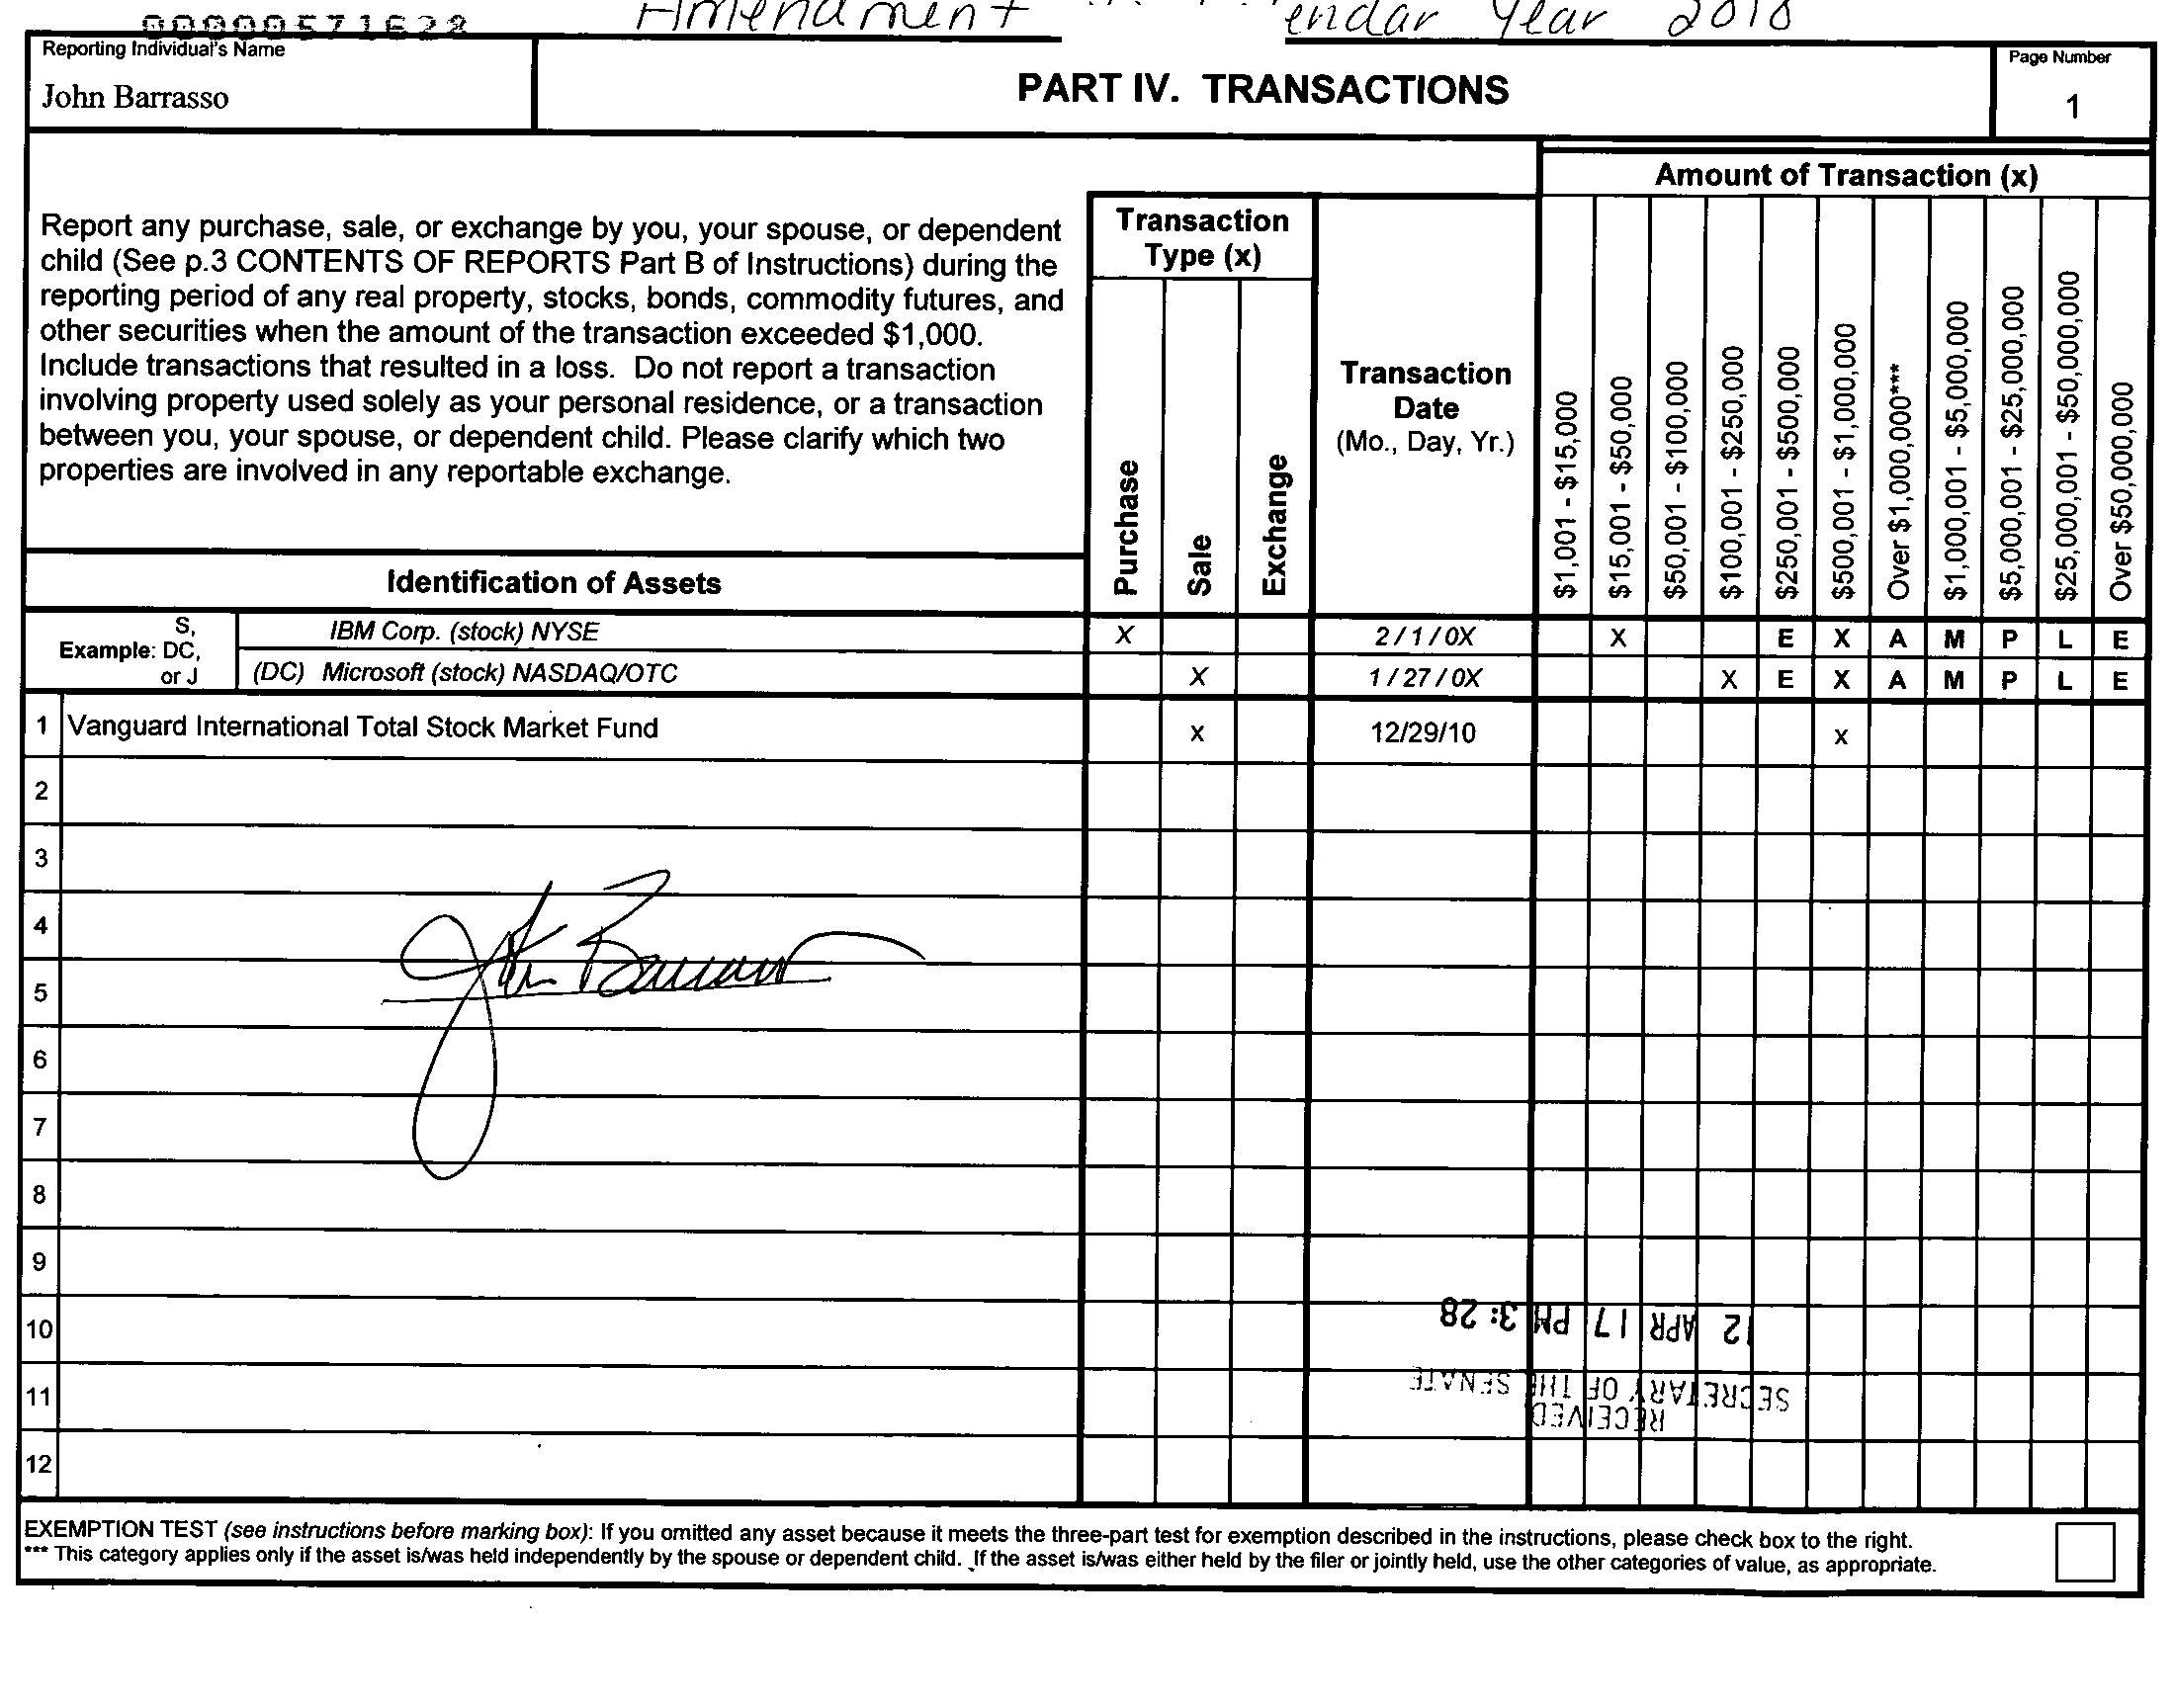 00000571622
Amendment endar Year 2010
Reporting Individual's Name
John Barrasso
PART IV. TRANSACTIONS
Page Number
1
Report any purchase, sale, or exchange by you, your spouse, or dependent
child (See p.3 CONTENTS OF REPORTS Part B of Instructions) during the
reporting period of any real property, stocks, bonds, commodity futures, and
other securities when the amount of the transaction exceeded $1,000.
Include transactions that resulted in a loss. Do not report a transaction
involving property used solely as your personal residence, or a transaction
between you, your spouse, or dependent child. Please clarify which two
properties are involved in any reportable exchange.
Identification of Assets
Transaction
Type (x)
Purchase
Sale
Exchange
Transaction
Date
(Mo., Day, Yr.)
Amount of Transaction (x)
$1,001 - $15,000
$15,001 - $50,000
$50,001 - $100,000
$100,001 - $250,000
$250,001 - $500,000
$500,001 - $1,000,000
Over $1,000,000***
$1,000,001 - $5,000,000
$5,000,001 - $25,000,000
$25,000,001 - $50,000,000
Over $50,000,000
Example: S,
DC,
or J
IBM Corp. (stock) NYSE X 2 / 1 / 0X X E X A M P L E
(DC) Microsoft (stock) NASDAQ/OTC X 1 / 27 / 0X X E X A M P L E
1 Vanguard International Total Stock Market Fund x 12/29/10 x
2
3
4
John Barrasso
5
6
7
8
9
10
12 APR 17 PM 3: 28
11
SECRETARY OF THE SENATE
RECEIVED
12
EXEMPTION TEST (see instructions before marking box): If you omitted any asset because it meets the three-part test for exemption described in the instructions, please check box to the right.
*** This category applies only if the asset is/was held independently by the spouse or dependent child. If the asset is/was either held by the filer or jointly held, use the other categories of value, as appropriate.